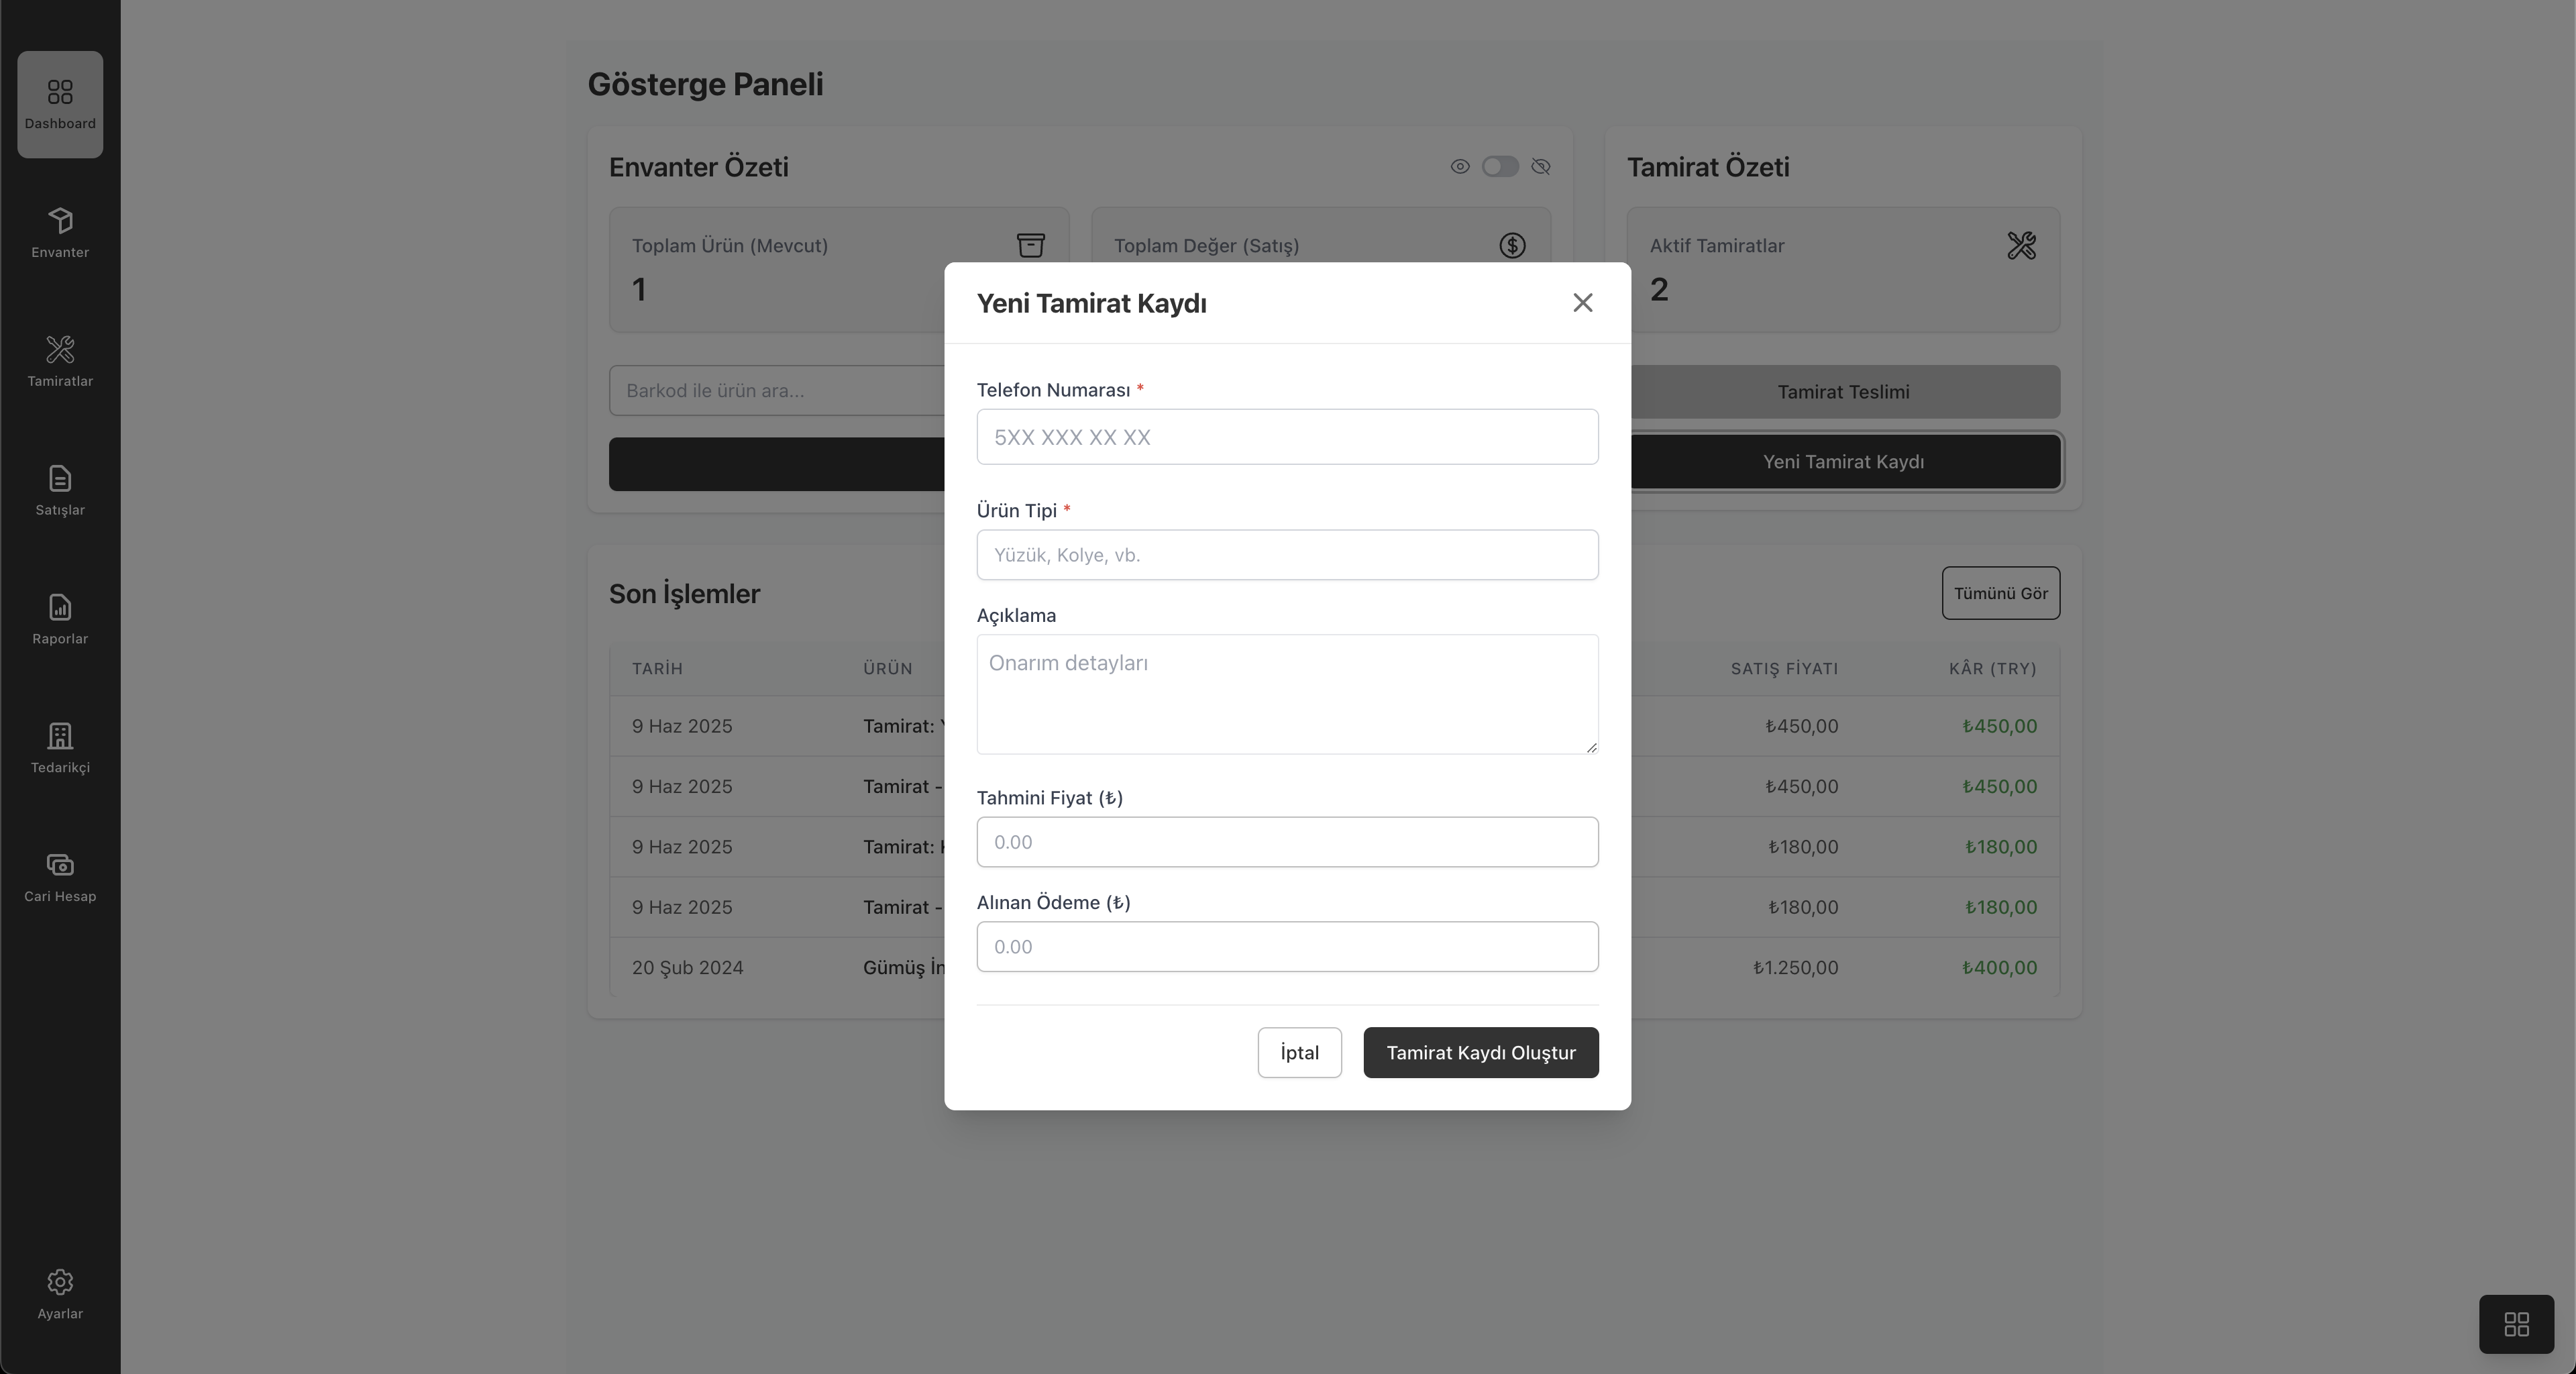 Dashboard
Envanter
Tamiratlar
Satışlar
Raporlar
Tedarikçi
Cari Hesap
Ayarlar
Gösterge Paneli
Envanter Özeti
Toplam Ürün (Mevcut)
1
Toplam Değer (Satış)
Barkod ile ürün ara...
Tamirat Özeti
Aktif Tamiratlar
2
Tamirat Teslimi
Yeni Tamirat Kaydı
Son İşlemler
Tümünü Gör
TARİH ÜRÜN SATIŞ FİYATI KÂR (TRY)
9 Haz 2025 Tamirat: ₺450,00 ₺450,00
9 Haz 2025 Tamirat - ₺450,00 ₺450,00
9 Haz 2025 Tamirat: ₺180,00 ₺180,00
9 Haz 2025 Tamirat - ₺180,00 ₺180,00
20 Şub 2024 Gümüş ₺1.250,00 ₺400,00
Yeni Tamirat Kaydı
Telefon Numarası *
5XX XXX XX XX
Ürün Tipi *
Yüzük, Kolye, vb.
Açıklama
Onarım detayları
Tahmini Fiyat (₺)
0.00
Alınan Ödeme (₺)
0.00
İptal
Tamirat Kaydı Oluştur